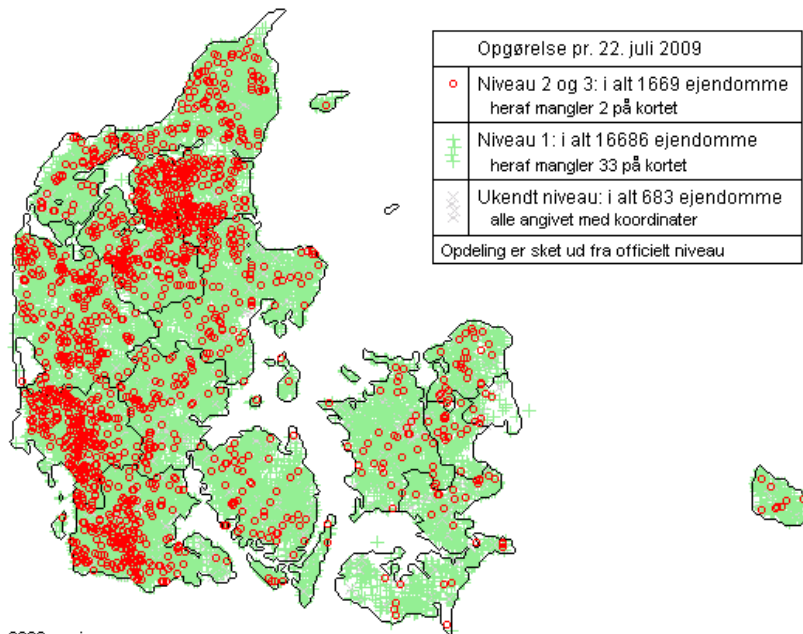 Opgørelse pr. 22. juli 2009
Niveau 2 og 3: i alt 1669 ejendomme
heraf mangler 2 på kortet
Niveau 1: i alt 16686 ejendomme
heraf mangler 33 på kortet
Ukendt niveau: i alt 683 ejendomme
alle angivet med koordinater
Opdeling er sket ud fra officielt niveau